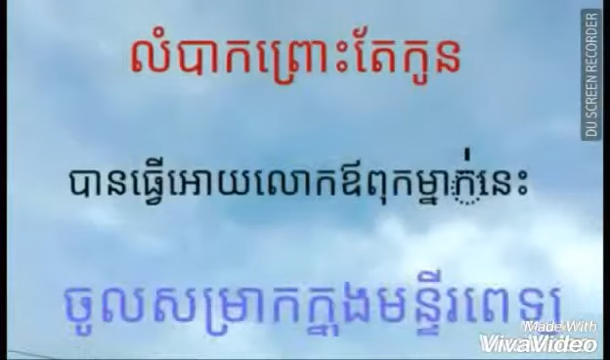 លំបាកព្រោះតែកូន
បានធ្វើអោយលោកឪពុកម្នាក់នេះ
ចូលសម្រាកក្នុងមន្ទីរពេទ្យ
DU SCREEN RECORDER
Made With
VivaVideo